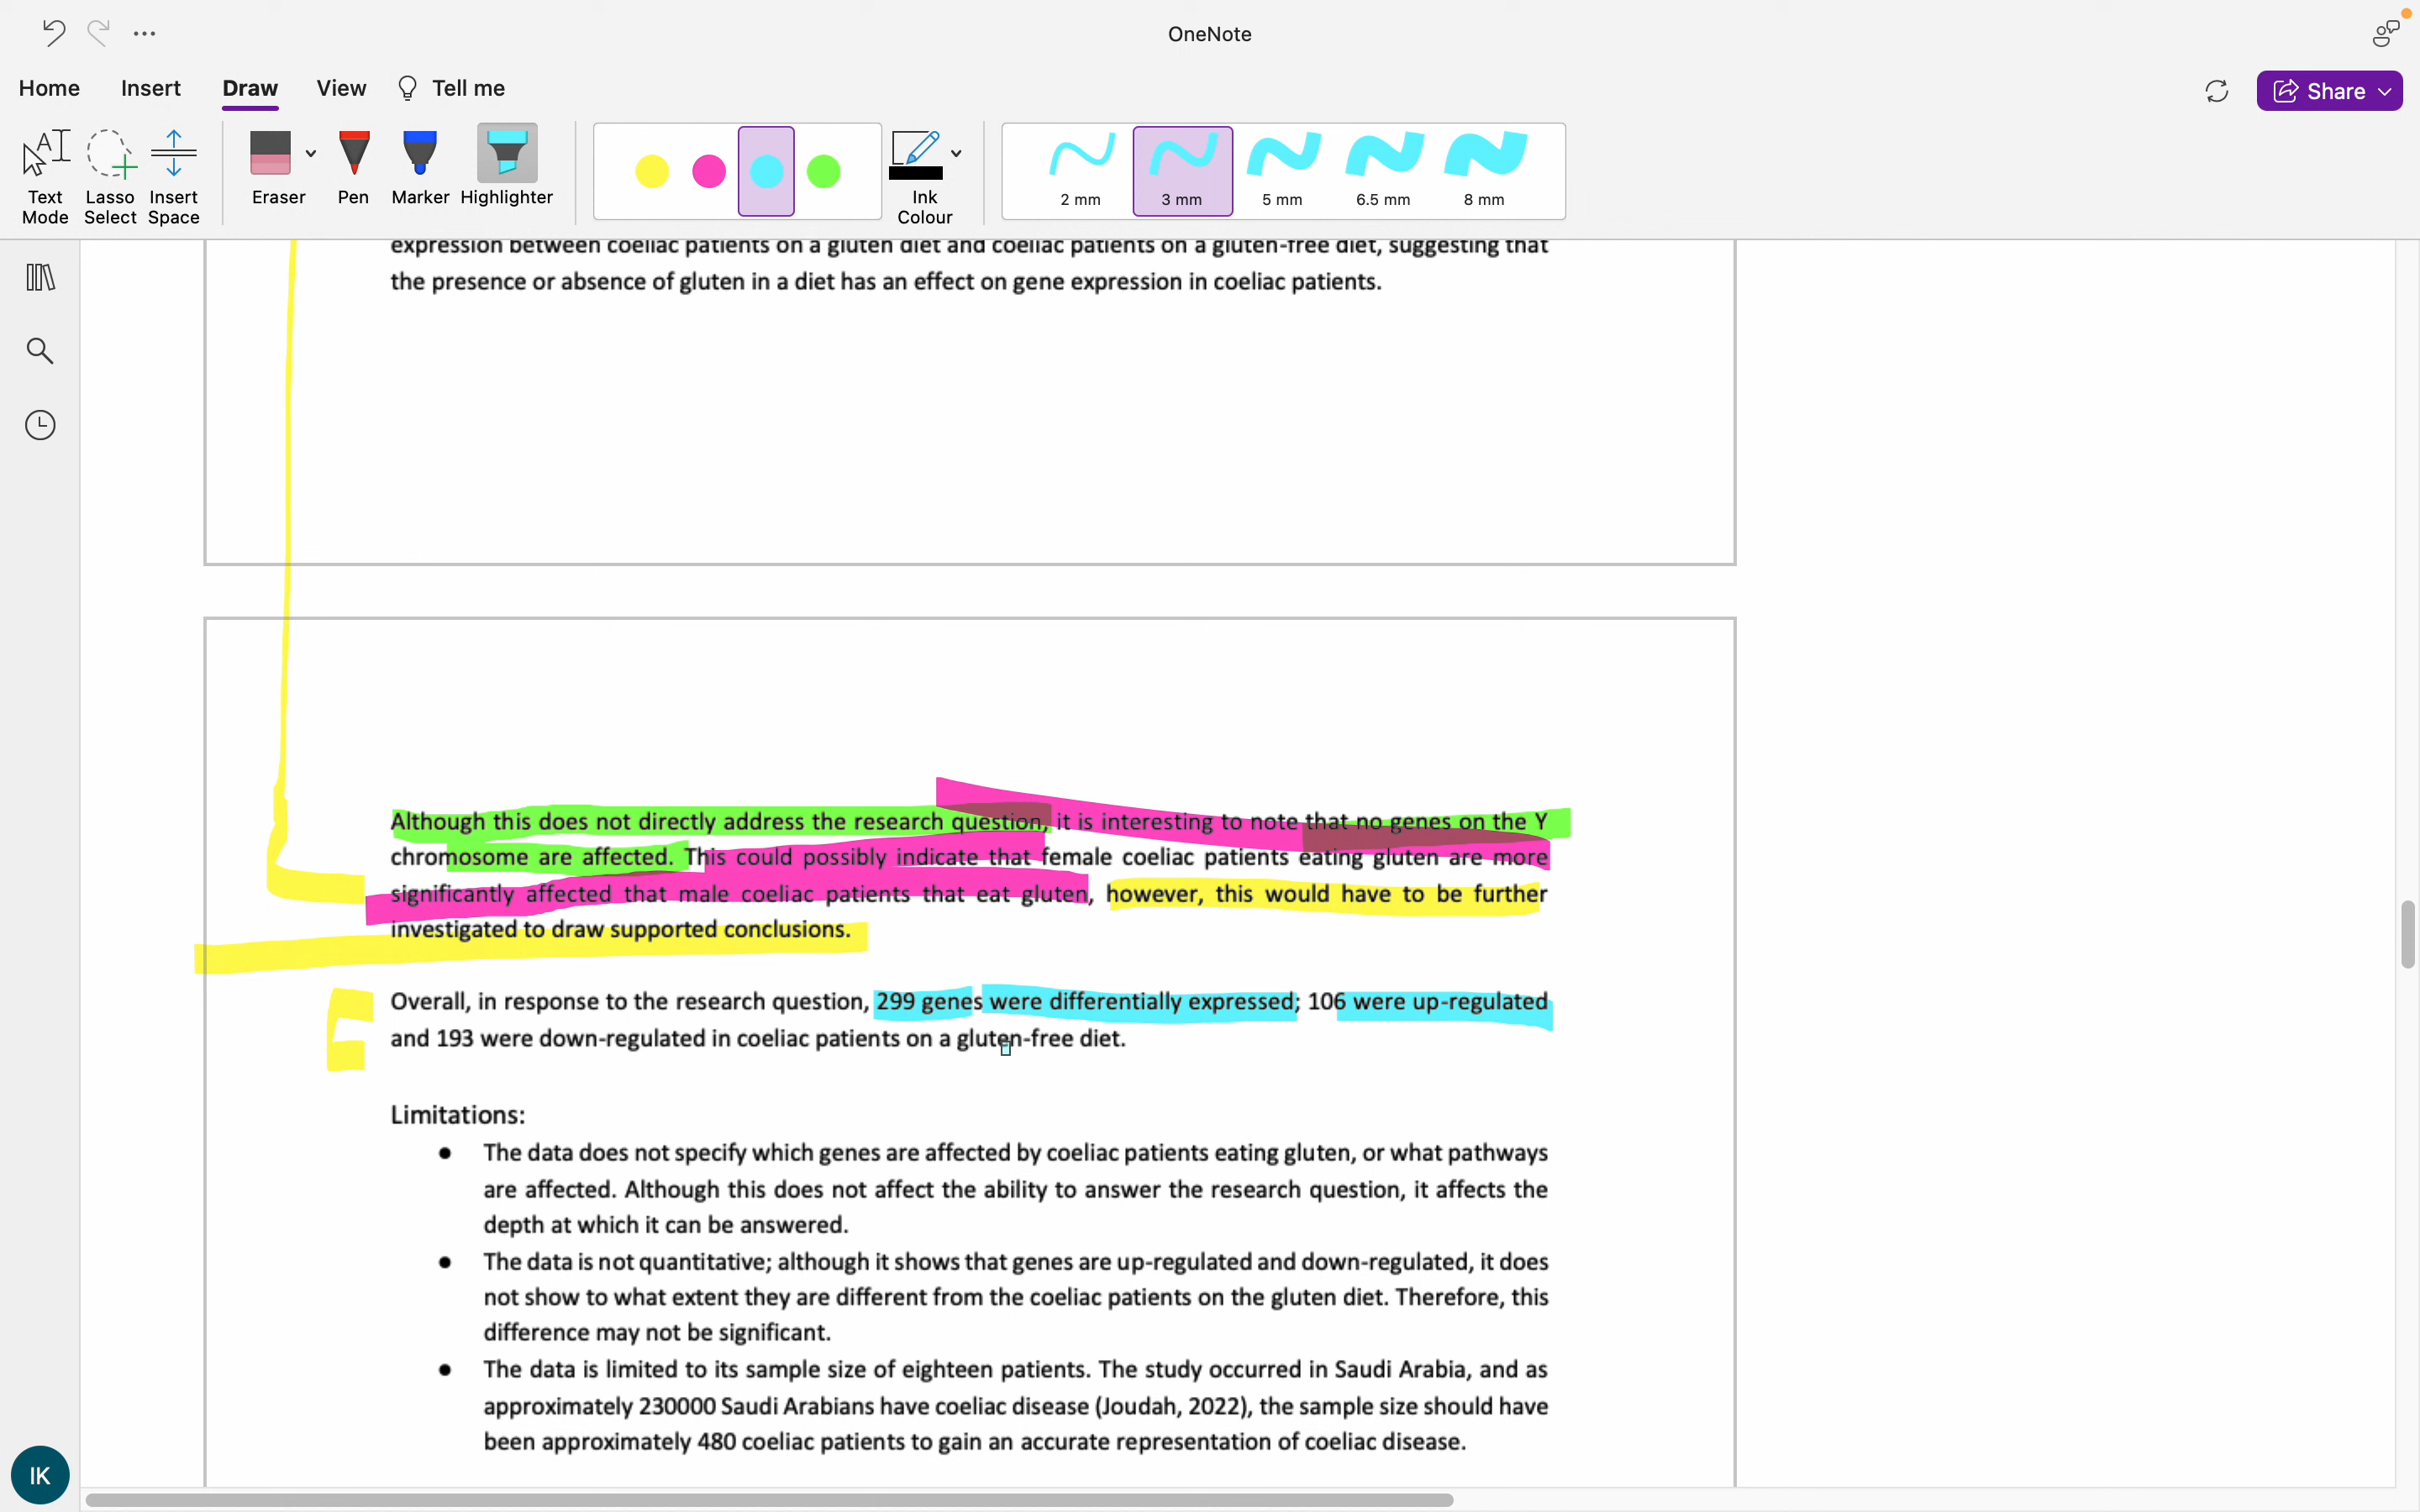 OneNote
Home Insert Draw View Tell me
Share
Text Mode
Lasso Select
Insert Space
Eraser
Pen
Marker
Highlighter
Ink Colour
2 mm
3 mm
5 mm
6.5 mm
8 mm
expression between coeliac patients on a gluten diet and coeliac patients on a gluten-free diet, suggesting that
the presence or absence of gluten in a diet has an effect on gene expression in coeliac patients.
Although this does not directly address the research question, it is interesting to note that no genes on the Y
chromosome are affected. This could possibly indicate that female coeliac patients eating gluten are more
significantly affected that male coeliac patients that eat gluten, however, this would have to be further
investigated to draw supported conclusions.
Overall, in response to the research question, 299 genes were differentially expressed; 106 were up-regulated
and 193 were down-regulated in coeliac patients on a gluten-free diet.
Limitations:
● The data does not specify which genes are affected by coeliac patients eating gluten, or what pathways
are affected. Although this does not affect the ability to answer the research question, it affects the
depth at which it can be answered.
● The data is not quantitative; although it shows that genes are up-regulated and down-regulated, it does
not show to what extent they are different from the coeliac patients on the gluten diet. Therefore, this
difference may not be significant.
● The data is limited to its sample size of eighteen patients. The study occurred in Saudi Arabia, and as
approximately 230000 Saudi Arabians have coeliac disease (Joudah, 2022), the sample size should have
been approximately 480 coeliac patients to gain an accurate representation of coeliac disease.
IK